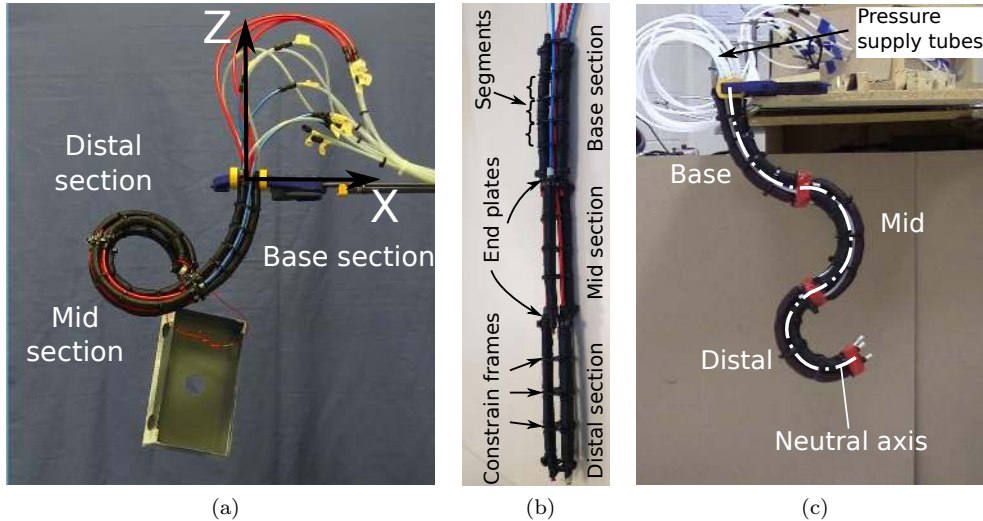 Z
X
Distal
section
Base section
Mid
section
(a)
Segments
Base section
End plates
Mid section
Constrain frames
Distal section
(b)
Pressure
supply tubes
Base
Mid
Distal
Neutral axis
(c)